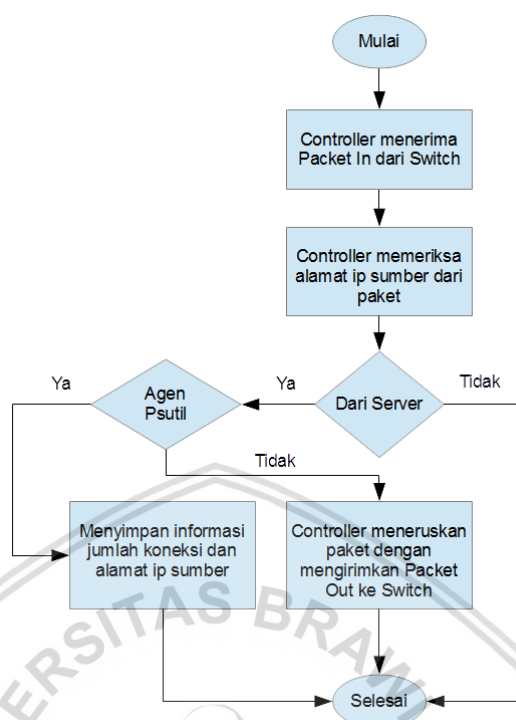 Mulai
Controller menerima
Packet In dari Switch
Controller memeriksa
alamat ip sumber dari
paket
Dari Server
Ya
Tidak
Agen
Psutil
Ya
Tidak
Menyimpan informasi
jumlah koneksi dan
alamat ip sumber
Controller meneruskan
paket dengan
mengirimkan Packet
Out ke Switch
Selesai
ERSITAS BRAW